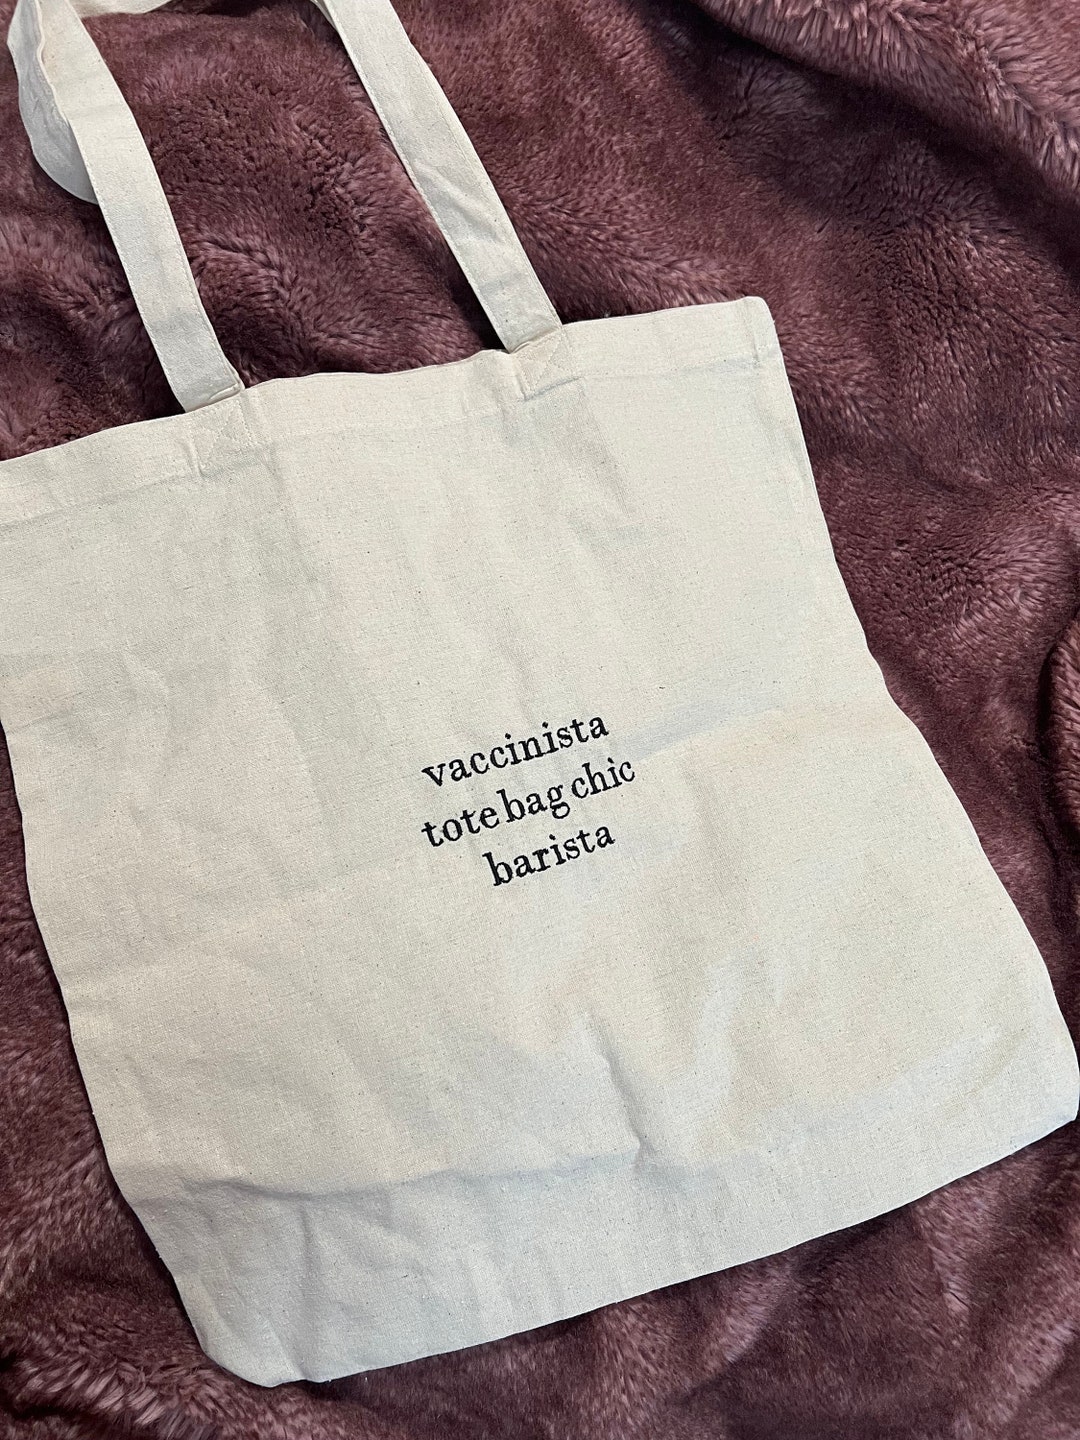 vaccinista
tote bag chic
barista